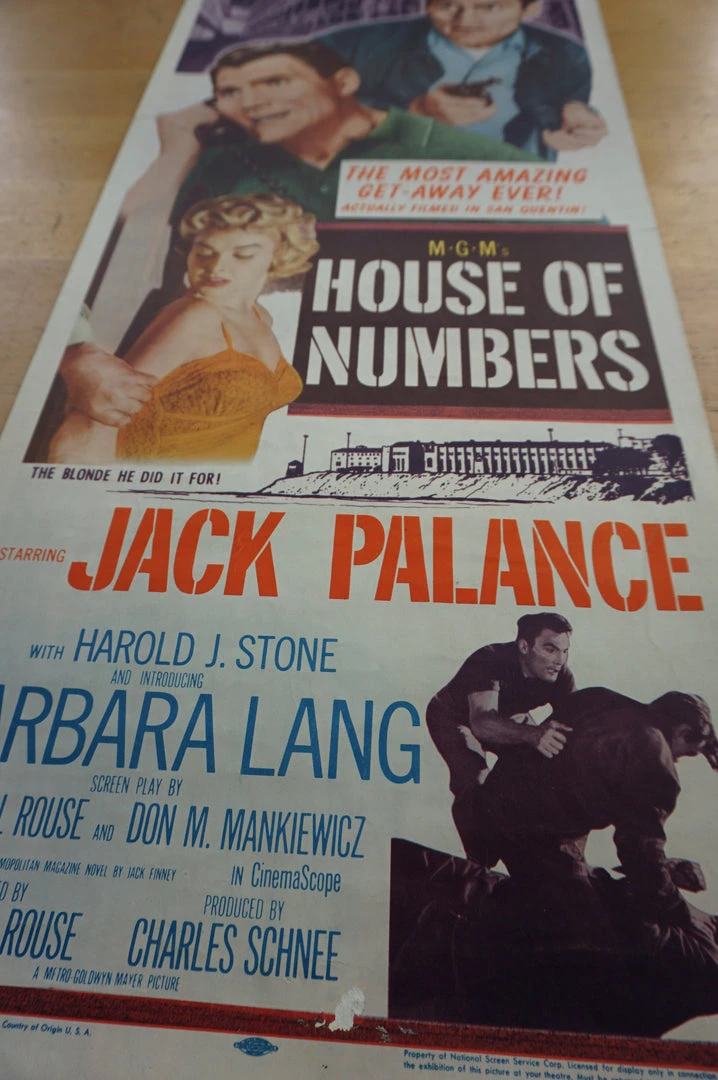 THE MOST AMAZING
GET-AWAY EVER!
ACTUALLY FILMED IN SAN QUENTIN!
M·G·M's
HOUSE OF
NUMBERS
THE BLONDE HE DID IT FOR!
STARRING JACK PALANCE
WITH HAROLD J. STONE
AND INTRODUCING
ARBARA LANG
SCREEN PLAY BY
L ROUSE AND DON M. MANKIEWICZ
MOPOLITAN MAGAZINE NOVEL BY JACK FINNEY
IN CinemaScope
ED BY
PRODUCED BY
ROUSE
CHARLES SCHNEE
A METRO-GOLDWYN-MAYER PICTURE
Country of Origin U. S. A.
Property of National Screen Service Corp. Licensed for display only in connection
the exhibition of this picture at your theatre. Must be